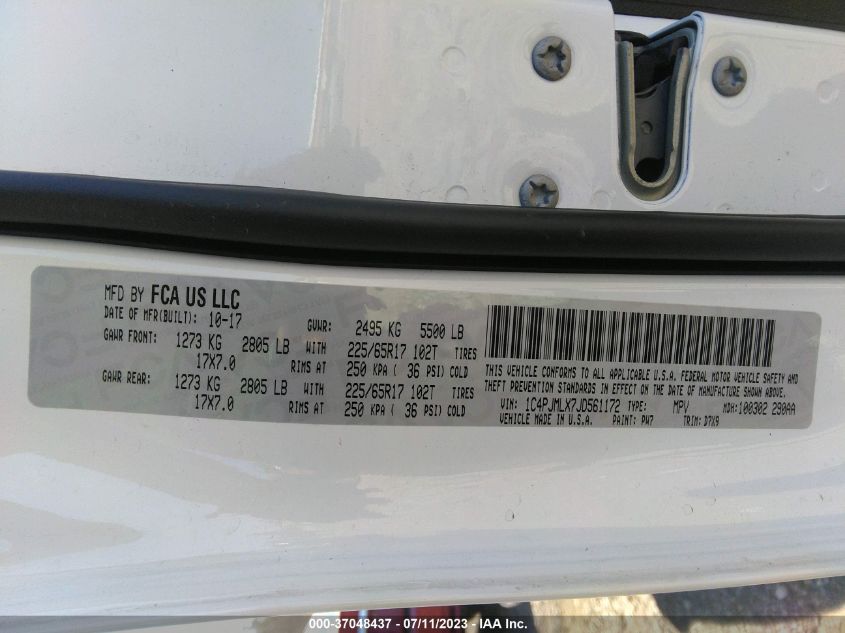 MFD BY FCA US LLC
DATE OF MFR(BUILT): 10-17 GVWR: 2495 KG 5500 LB
GAWR FRONT: 1273 KG 2805 LB WITH 225/65R17 102T TIRES
17X7.0 RIMS AT 250 KPA ( 36 PSI) COLD
GAWR REAR: 1273 KG 2805 LB WITH 225/65R17 102T TIRES
17X7.0 RIMS AT 250 KPA ( 36 PSI) COLD
THIS VEHICLE CONFORMS TO ALL APPLICABLE U.S.A. FEDERAL MOTOR VEHICLE SAFETY AND
THEFT PREVENTION STANDARDS IN EFFECT ON THE DATE OF MANUFACTURE SHOWN ABOVE.
VIN: 1C4PJMLX7JD561172 TYPE: MPV MDH:100302 290AA
VEHICLE MADE IN U.S.A. PAINT: PW7 TRIM: D7X9
000-37048437 - 07/11/2023 - IAA Inc.